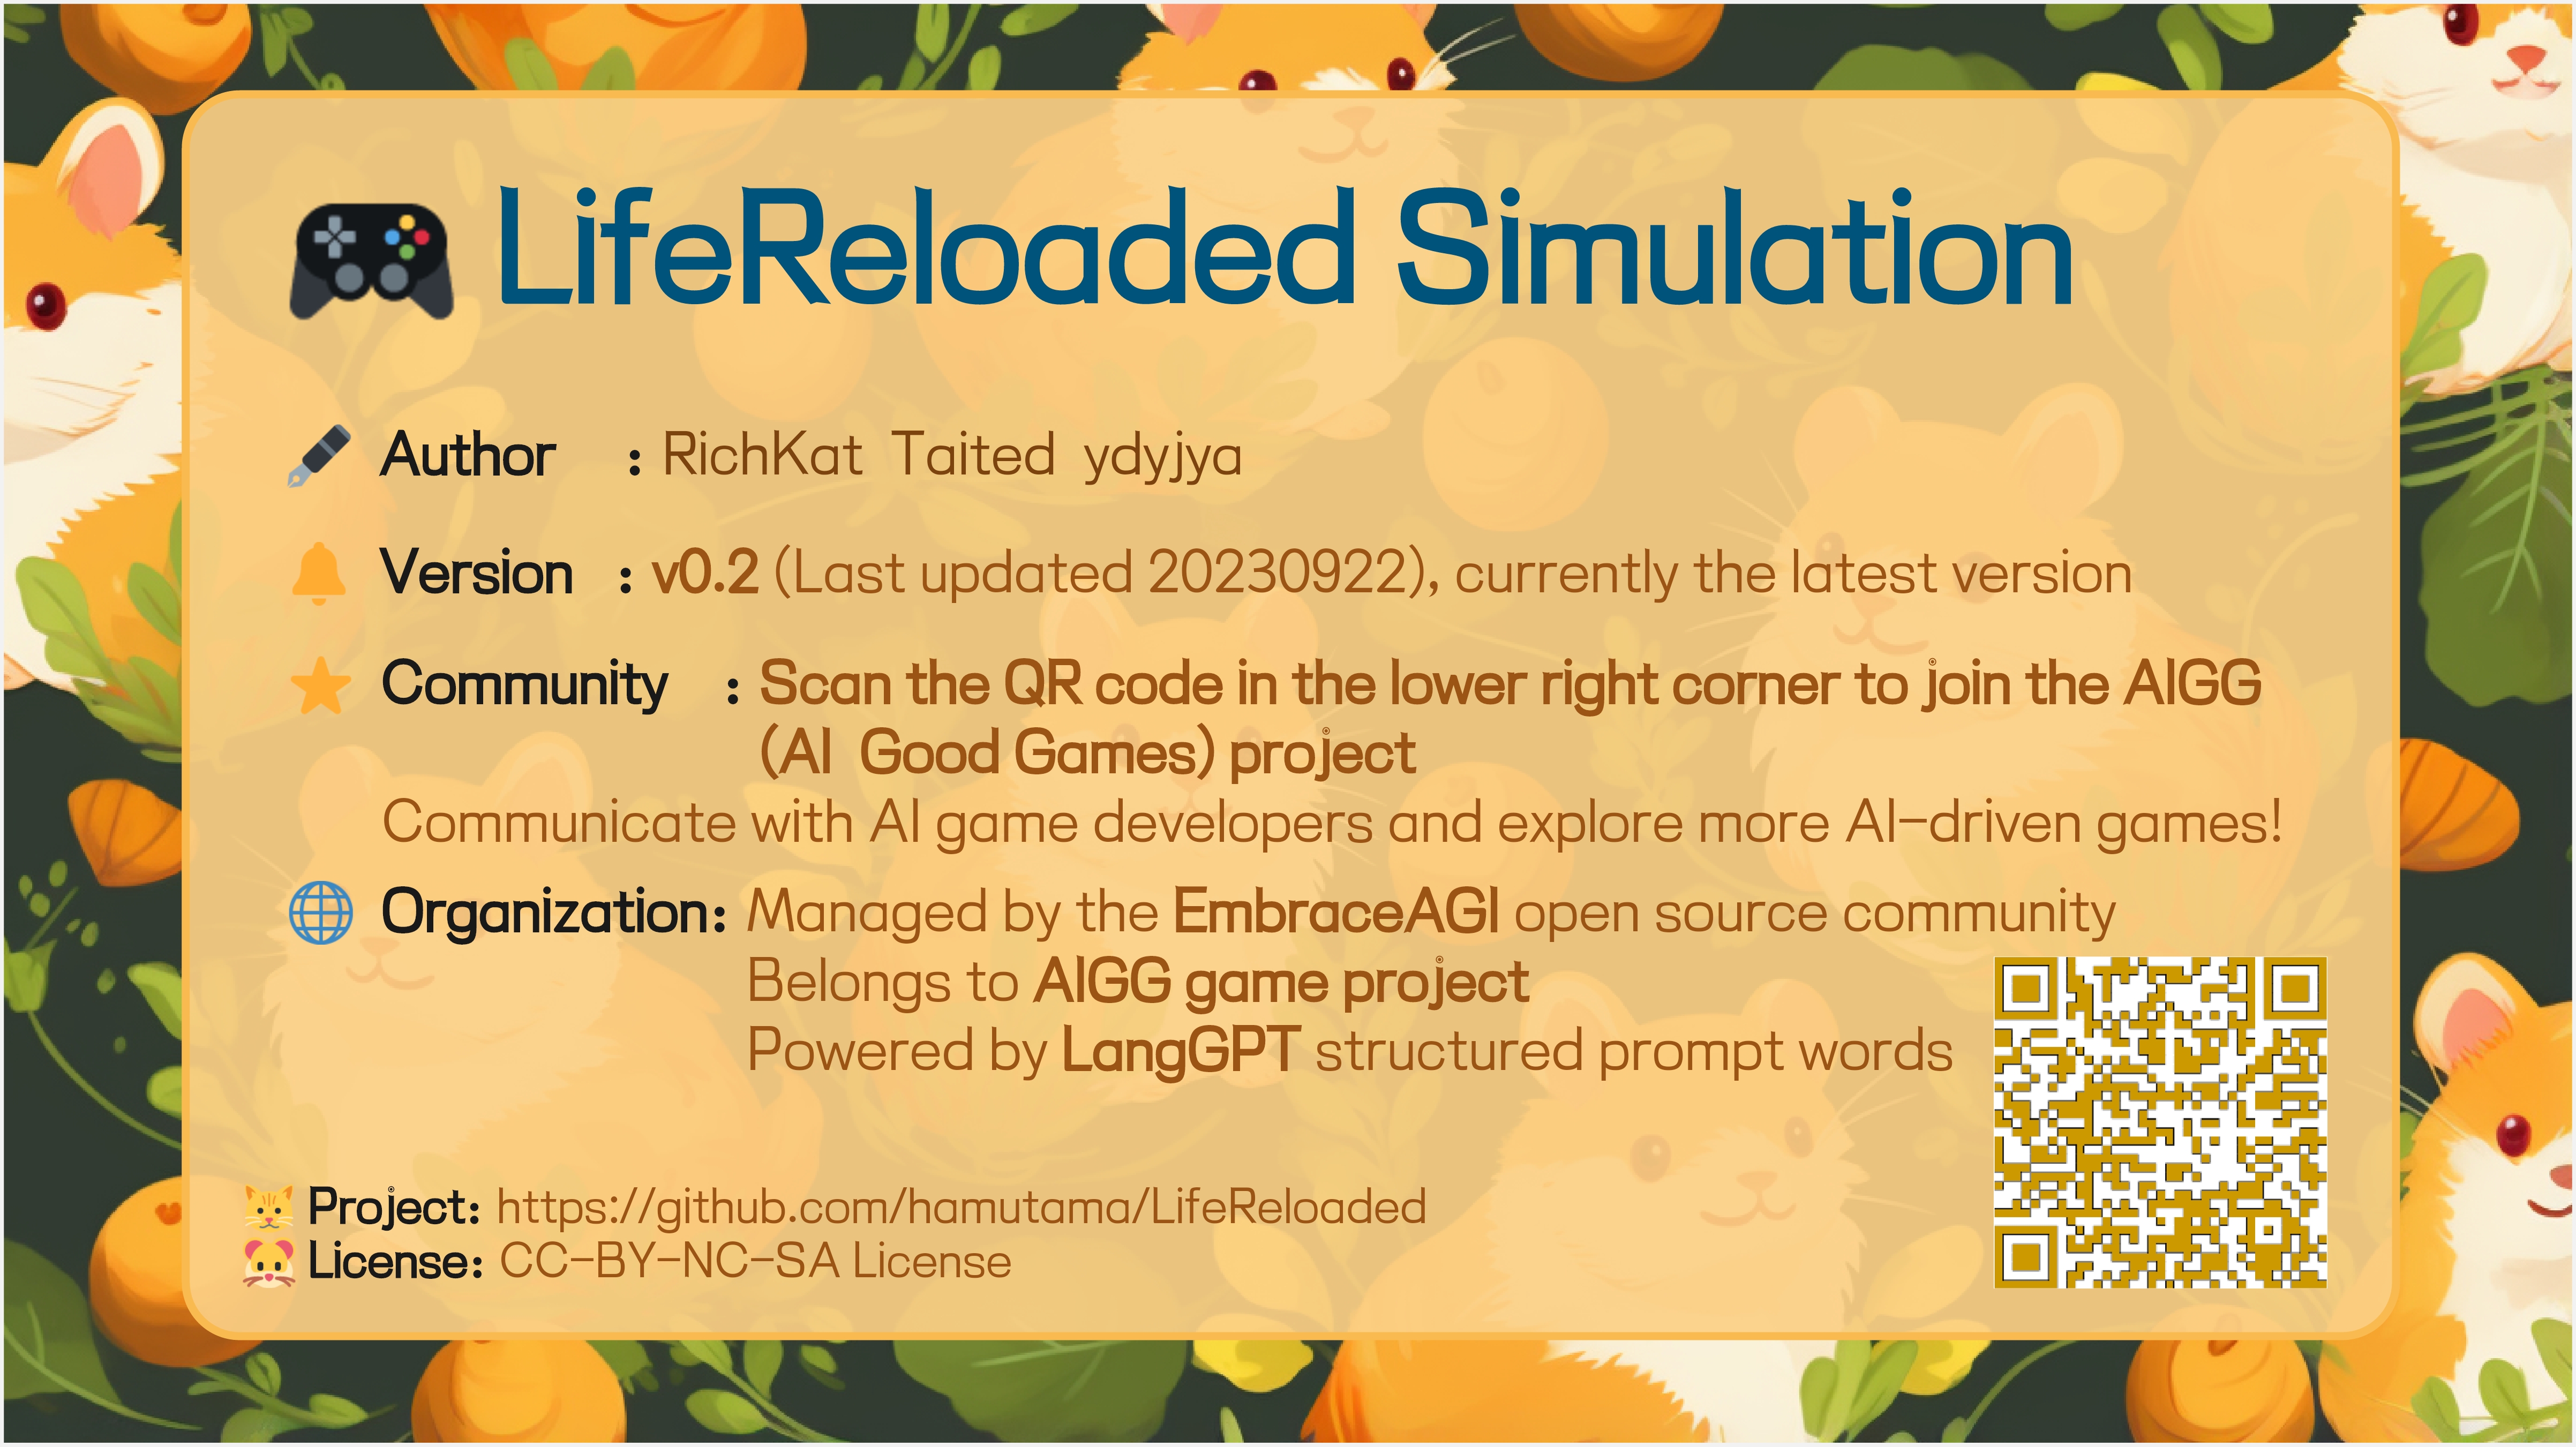 LifeReloaded Simulation
Author : RichKat Taited ydyjya
Version : v0.2 (Last updated 20230922), currently the latest version
Community : Scan the QR code in the lower right corner to join the AIGG
(AI Good Games) project
Communicate with AI game developers and explore more AI-driven games!
Organization: Managed by the EmbraceAGI open source community
Belongs to AIGG game project
Powered by LangGPT structured prompt words
Project: https://github.com/hamutama/LifeReloaded
License: CC-BY-NC-SA License